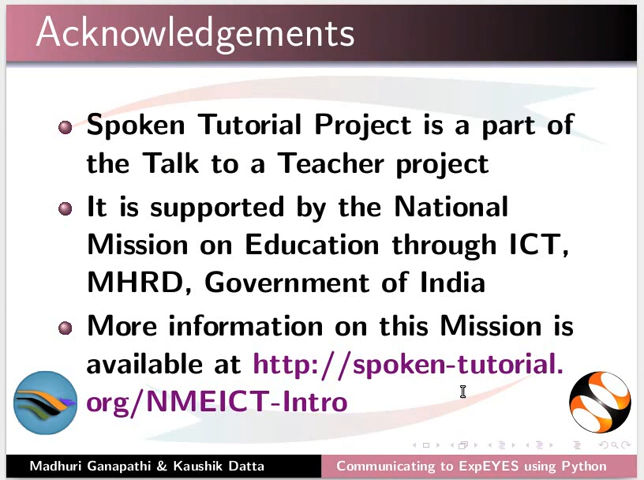 Acknowledgements
Spoken Tutorial Project is a part of
the Talk to a Teacher project
It is supported by the National
Mission on Education through ICT,
MHRD, Government of India
More information on this Mission is
available at http://spoken-tutorial.
org/NMEICT-Intro
Madhuri Ganapathi & Kaushik Datta Communicating to ExpEYES using Python